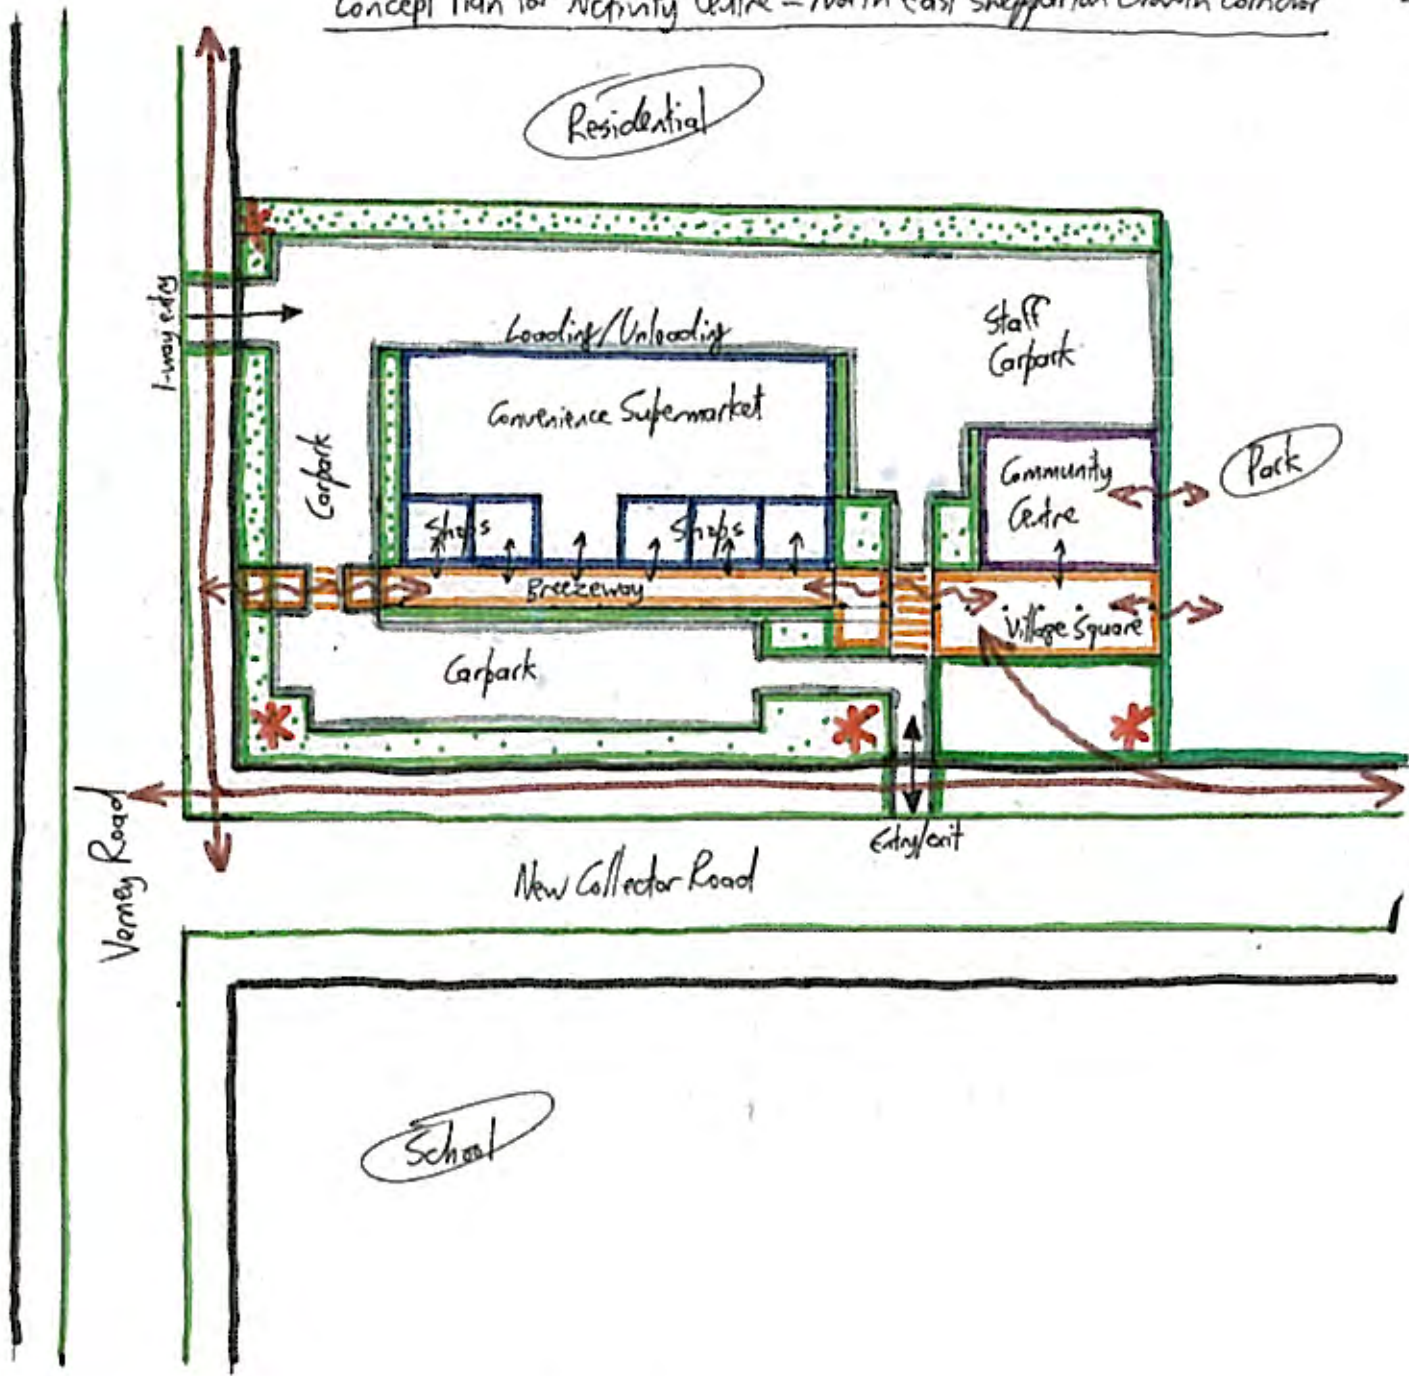 Concept Plan for Activity Centre – North East Shepparton Growth Corridor
Residential
1-way entry
Loading/Unloading
Staff
Carpark
Convenience Supermarket
Carpark
Community
Centre
Park
Shops
Shops
Breezeway
Village Square
Carpark
Verney Road
Entry/exit
New Collector Road
School